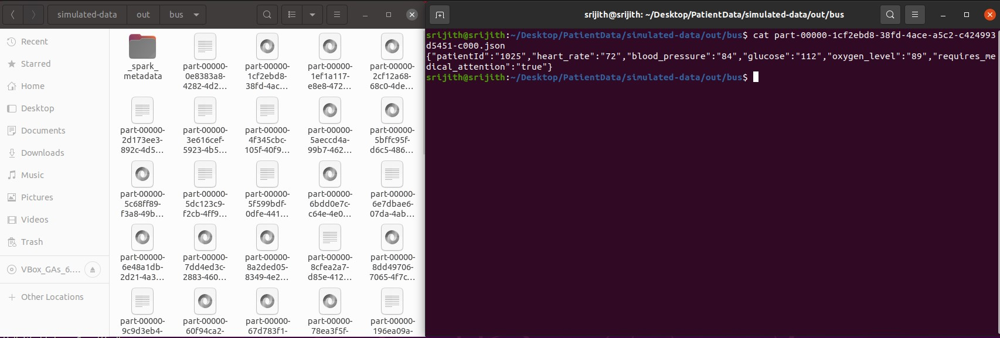 simulated-data
out
bus
Recent
Starred
Home
Desktop
Documents
Downloads
Music
Pictures
Videos
Trash
VBox_GAs_6....
Other Locations
_spark_
metadata
part-00000-
0e8383a8-
4282-4d2...
part-00000-
1cf2ebd8-
38fd-4ac...
part-00000-
1ef1a117-
e8e8-472...
part-00000-
2cf12a68-
68c0-4de...
part-00000-
2d173ee3-
892c-4d5...
part-00000-
3e616cef-
5923-4b5...
part-00000-
4f345cbc-
105f-40f9...
part-00000-
5aeccd4a-
99b7-462...
part-00000-
5bffc95f-
d6c5-486...
part-00000-
5c68ff89-
f3a8-49b...
part-00000-
5dc123c9-
f2cb-4ff9...
part-00000-
5f599bdf-
0dfe-441...
part-00000-
6bdd0e7c-
c64e-4e0...
part-00000-
6e7dbae6-
07da-4ab...
part-00000-
6e48a1db-
2d21-4a3...
part-00000-
7dd4ed3c-
2883-460...
part-00000-
8a2ded05-
8349-4e2...
part-00000-
8cfea2a7-
d85e-412...
part-00000-
8dd49706-
7065-4f7c...
part-00000-
9c9d3eb4-
part-00000-
60f94ca2-
part-00000-
67d783f1-
part-00000-
78ea3f5f-
part-00000-
196ea09a-
srijith@srijith: ~/Desktop/PatientData/simulated-data/out/bus
srijith@srijith:~/Desktop/PatientData/simulated-data/out/bus$ cat part-00000-1cf2ebd8-38fd-4ace-a5c2-c424993
d5451-c000.json
{"patientId":"1025","heart_rate":"72","blood_pressure":"84","glucose":"112","oxygen_level":"89","requires_me
dical_attention":"true"}
srijith@srijith:~/Desktop/PatientData/simulated-data/out/bus$